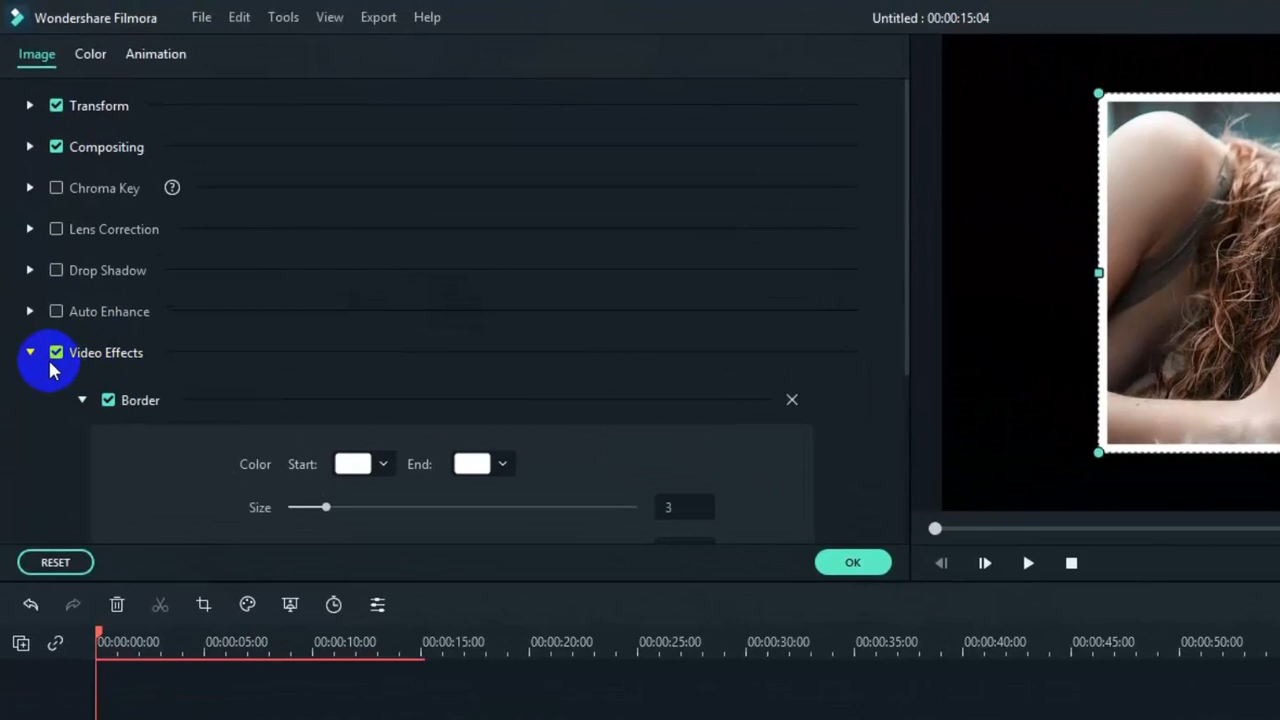 Wondershare Filmora File Edit Tools View Export Help Untitled : 00:00:15:04
Image Color Animation
Transform
Compositing
Chroma Key ?
Lens Correction
Drop Shadow
Auto Enhance
Video Effects
Border
Color Start: End:
Size 3
RESET OK
00:00:00:00 00:00:05:00 00:00:10:00 00:00:15:00 00:00:20:00 00:00:25:00 00:00:30:00 00:00:35:00 00:00:40:00 00:00:45:00 00:00:50:00